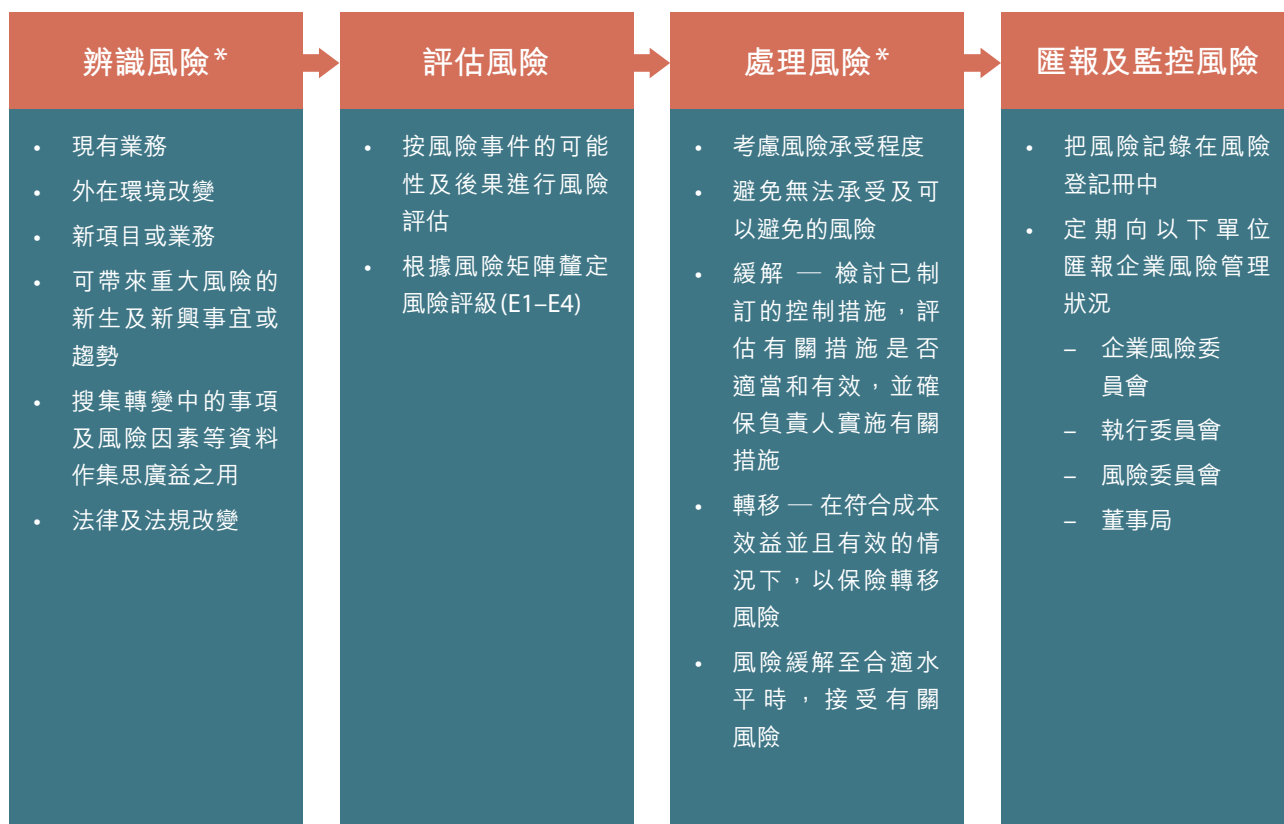 辨識風險*
現有業務
外在環境改變
新項目或業務
可帶來重大風險的
新生及新興事宜或
趨勢
搜集轉變中的事項
及風險因素等資料
作集思廣益之用
法律及法規改變
評估風險
按風險事件的可能
性及後果進行風險
評估
根據風險矩陣釐定
風險評級(E1–E4)
處理風險*
考慮風險承受程度
避免無法承受及可
以避免的風險
緩解 — 檢討已制
訂的控制措施，評
估有關措施是否
適當和有效，並確
保負責人實施有關
措施
轉移 — 在符合成本
效益並且有效的情
況下，以保險轉移
風險
風險緩解至合適水
平時，接受有關
風險
匯報及監控風險
把風險記錄在風險
登記冊中
定期向以下單位
匯報企業風險管理
狀況
– 企業風險委
員會
– 執行委員會
– 風險委員會
– 董事局